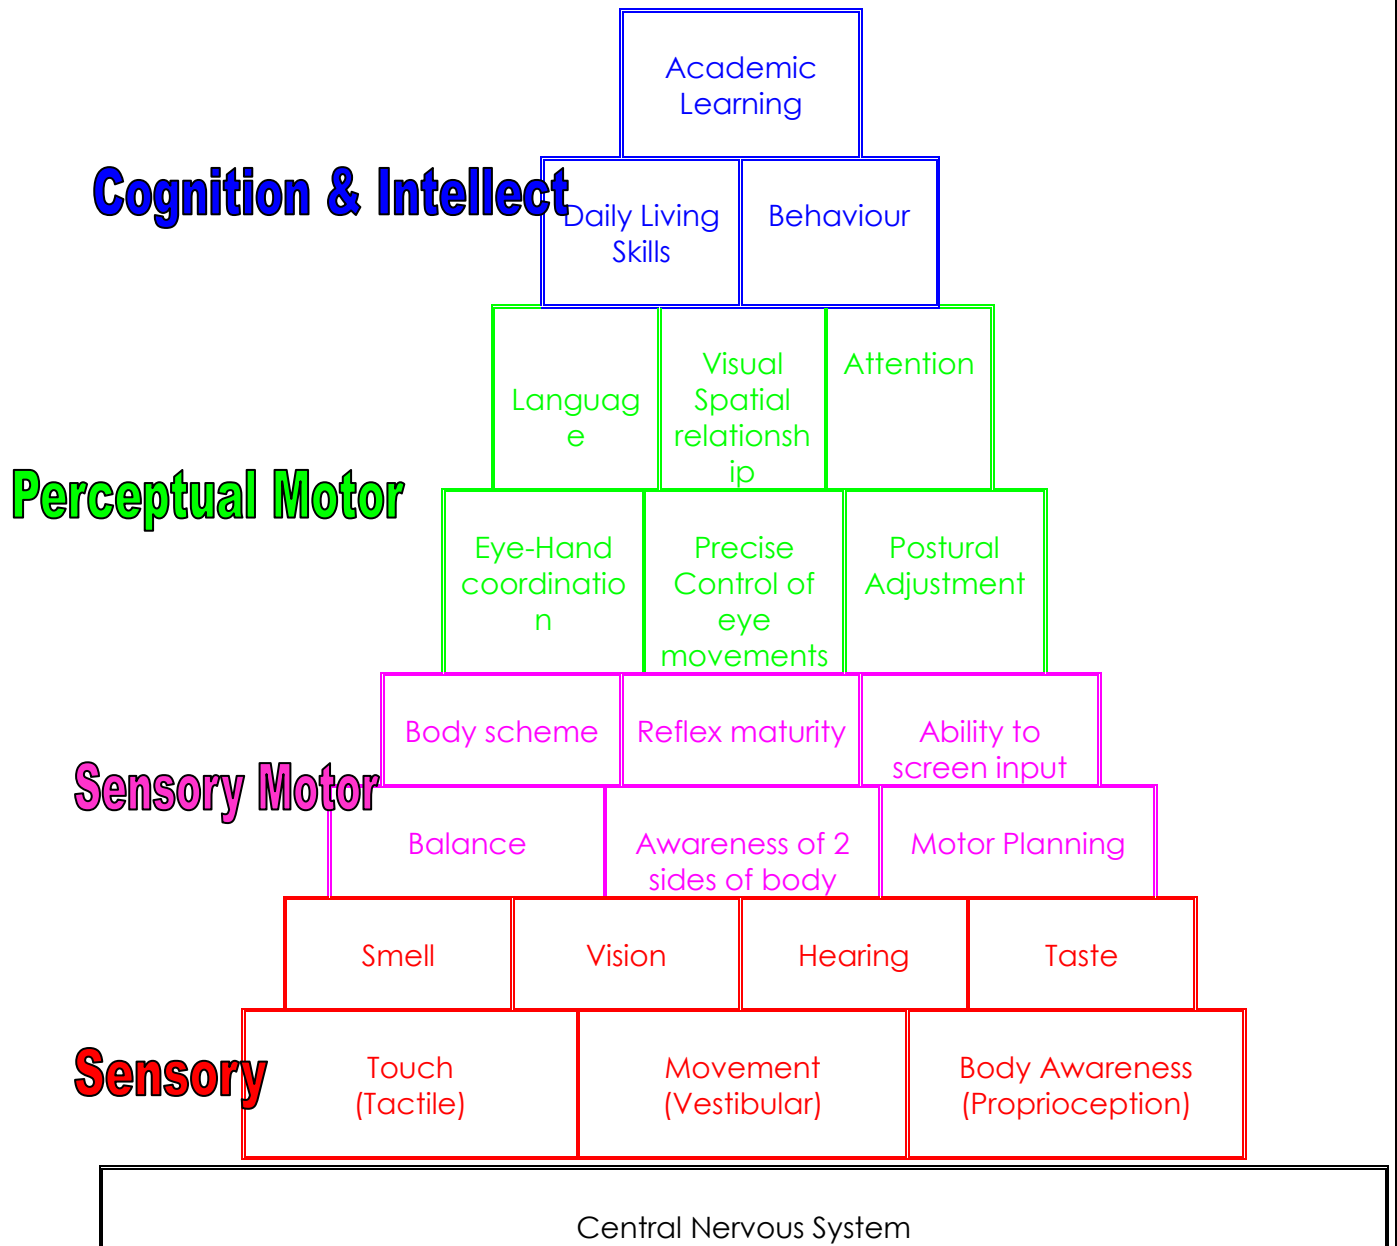 Academic
Learning
Cognition & Intellect
Daily Living
Skills
Behaviour
Languag
e
Visual
Spatial
relationsh
ip
Attention
Perceptual Motor
Eye-Hand
coordinatio
n
Precise
Control of
eye
movements
Postural
Adjustment
Body scheme
Reflex maturity
Ability to
screen input
Sensory Motor
Balance
Awareness of 2
sides of body
Motor Planning
Smell
Vision
Hearing
Taste
Sensory
Touch
(Tactile)
Movement
(Vestibular)
Body Awareness
(Proprioception)
Central Nervous System